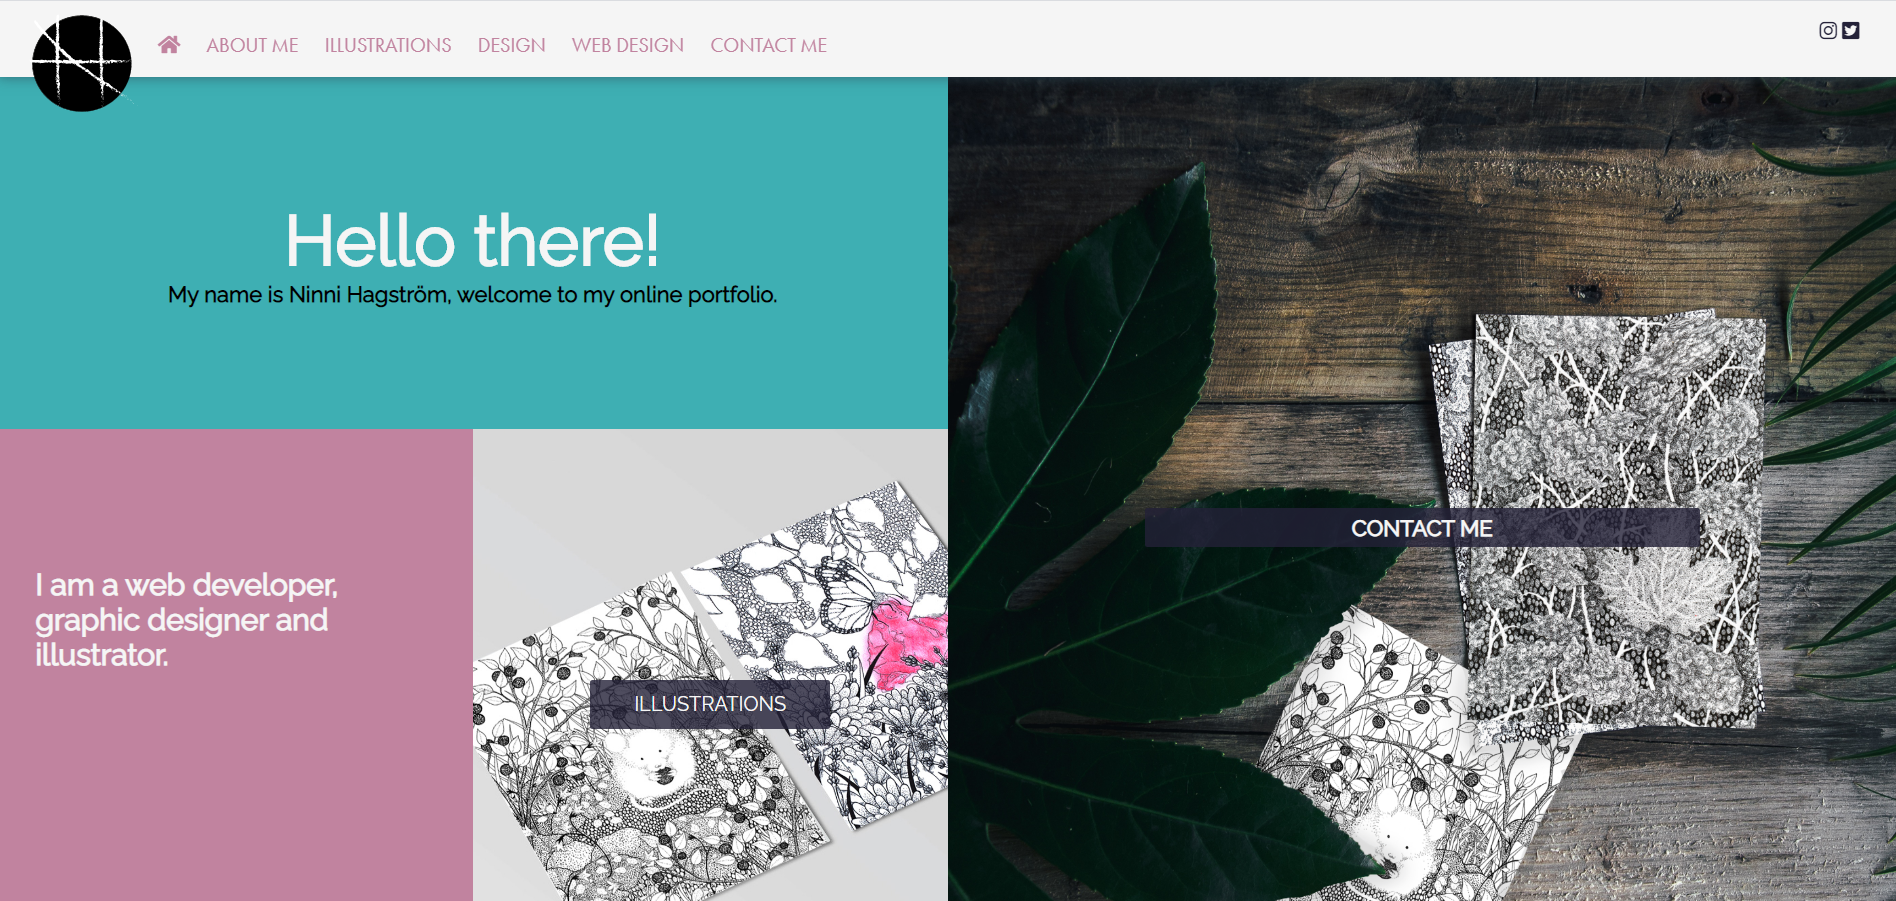 ABOUT ME
ILLUSTRATIONS
DESIGN
WEB DESIGN
CONTACT ME
Hello there!
My name is Ninni Hagström, welcome to my online portfolio.
I am a web developer,
graphic designer and
illustrator.
ILLUSTRATIONS
CONTACT ME